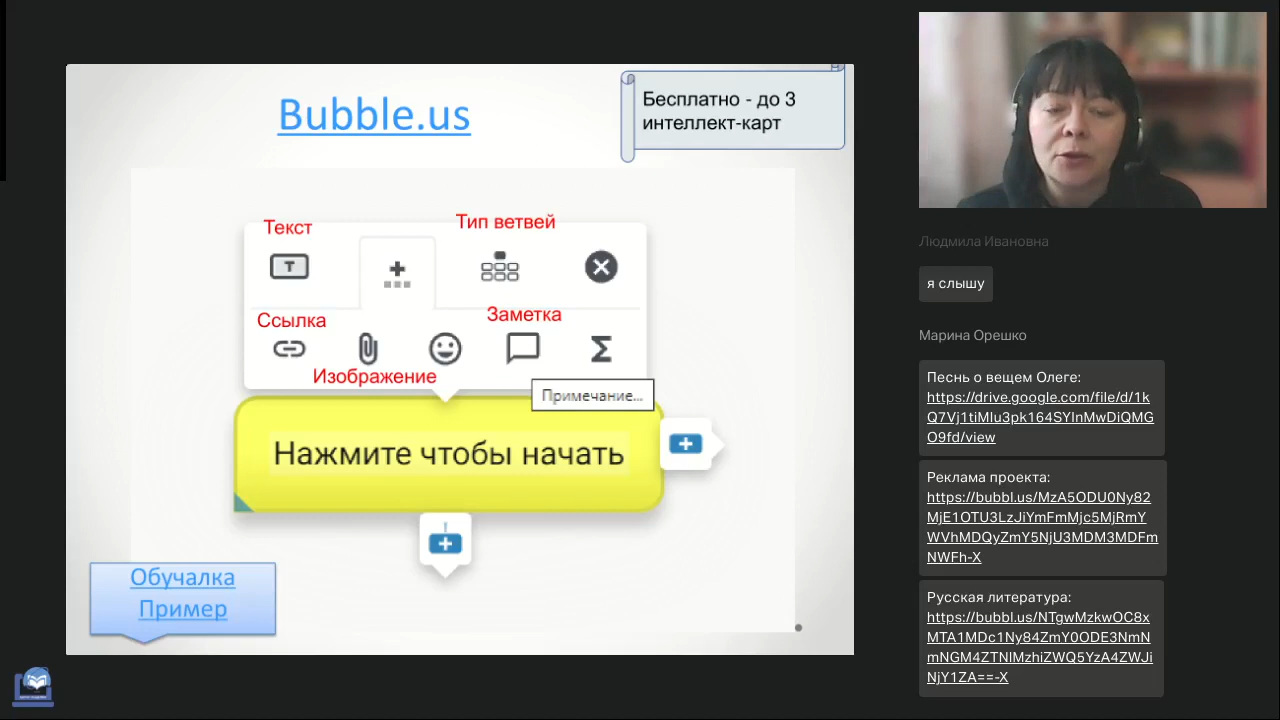 Bubble.us
Бесплатно - до 3
интеллект-карт
Текст
Тип ветвей
T
Ссылка
Заметка
Изображение
Примечание...
Нажмите чтобы начать
Обучалка
Пример
Людмила Ивановна
я слышу
Марина Орешко
Песнь о вещем Олеге:
https://drive.google.com/file/d/1k
Q7Vj1tiMlu3pk164SYInMwDiQMG
O9fd/view
Реклама проекта:
https://bubbl.us/MzA5ODU0Ny82
MjE1OTU3LzJiYmFmMjc5MjRmY
WVhMDQyZmY5NjU3MDM3MDFm
NWFh-X
Русская литература:
https://bubbl.us/NTgwMzkwOC8x
MTA1MDc1Ny84ZmY0ODE3NmN
mNGM4ZTNlMzhiZWQ5YzA4ZWJi
NjY1ZA==-X